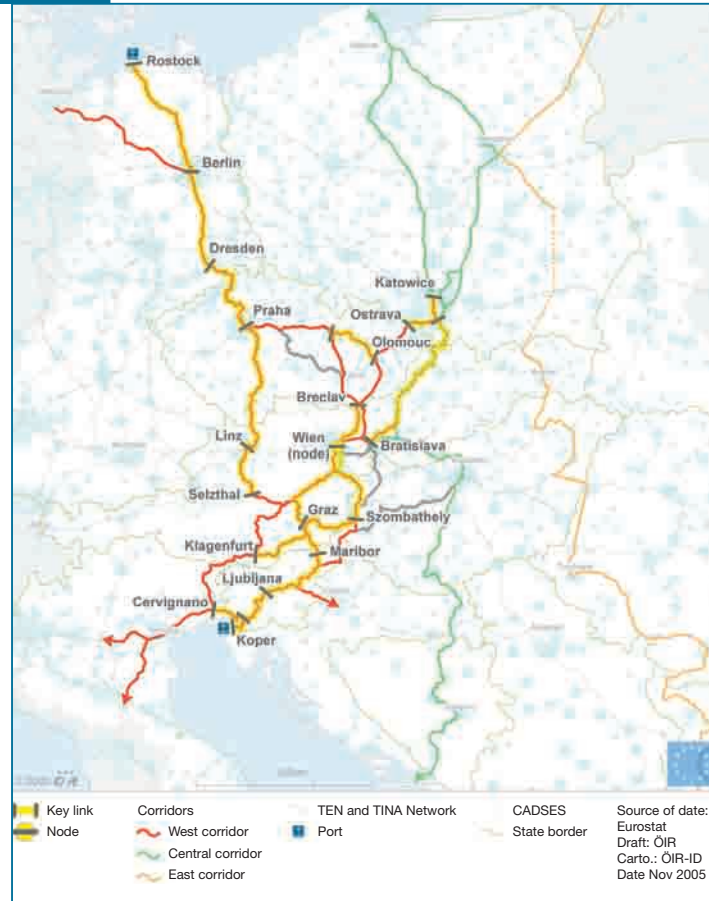 Rostock
Berlin
Dresden
Katowice
Praha
Ostrava
Olomouc
Breclav
Linz
Wien
(node)
Bratislava
Selzthal
Graz
Szombathely
Klagenfurt
Maribor
Ljubljana
Cervignano
Koper
Key link
Node
Corridors
West corridor
Central corridor
East corridor
TEN and TINA Network
Port
CADSES
State border
Source of date:
Eurostat
Draft: ÖIR
Carto.: ÖIR-ID
Date Nov 2005